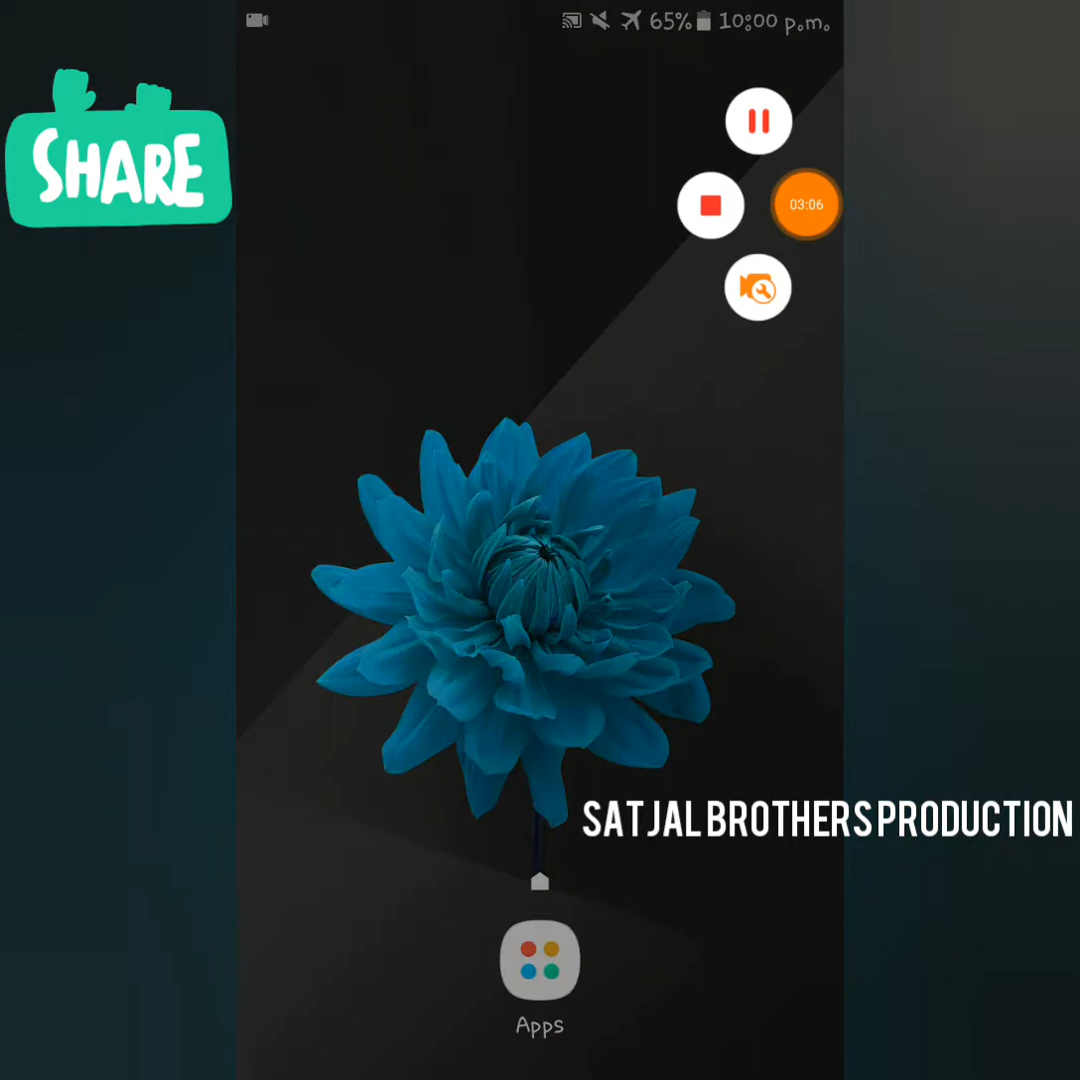 65% 10:00 p.m.
SHARE
03:06
SATJAL BROTHERS PRODUCTION
Apps